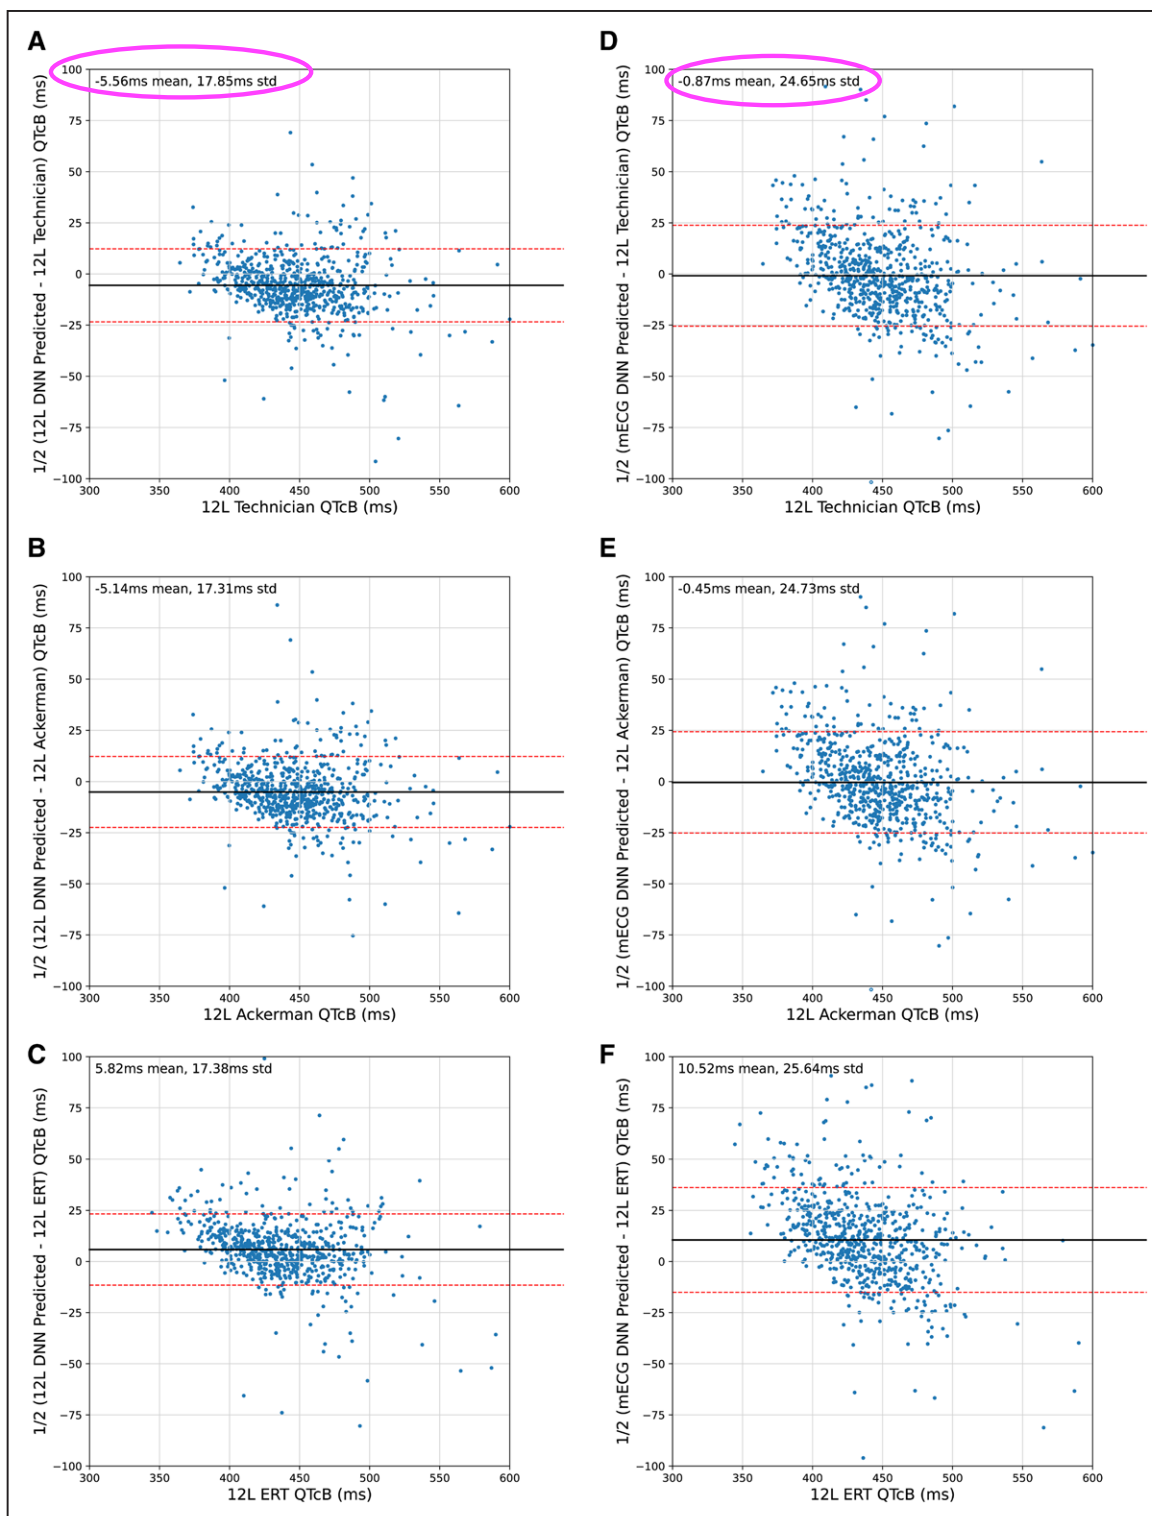 A
-5.56ms mean, 17.85ms std
1/2 (12L DNN Predicted - 12L Technician) QTcB (ms)
100
75
50
25
0
−25
−50
−75
−100
300 350 400 450 500 550 600
12L Technician QTcB (ms)
D
-0.87ms mean, 24.65ms std
1/2 (mECG DNN Predicted - 12L Technician) QTcB (ms)
100
75
50
25
0
−25
−50
−75
−100
300 350 400 450 500 550 600
12L Technician QTcB (ms)
B
-5.14ms mean, 17.31ms std
1/2 (12L DNN Predicted - 12L Ackerman) QTcB (ms)
100
75
50
25
0
−25
−50
−75
−100
300 350 400 450 500 550 600
12L Ackerman QTcB (ms)
E
-0.45ms mean, 24.73ms std
1/2 (mECG DNN Predicted - 12L Ackerman) QTcB (ms)
100
75
50
25
0
−25
−50
−75
−100
300 350 400 450 500 550 600
12L Ackerman QTcB (ms)
C
5.82ms mean, 17.38ms std
1/2 (12L DNN Predicted - 12L ERT) QTcB (ms)
100
75
50
25
0
−25
−50
−75
−100
300 350 400 450 500 550 600
12L ERT QTcB (ms)
F
10.52ms mean, 25.64ms std
1/2 (mECG DNN Predicted - 12L ERT) QTcB (ms)
100
75
50
25
0
−25
−50
−75
−100
300 350 400 450 500 550 600
12L ERT QTcB (ms)